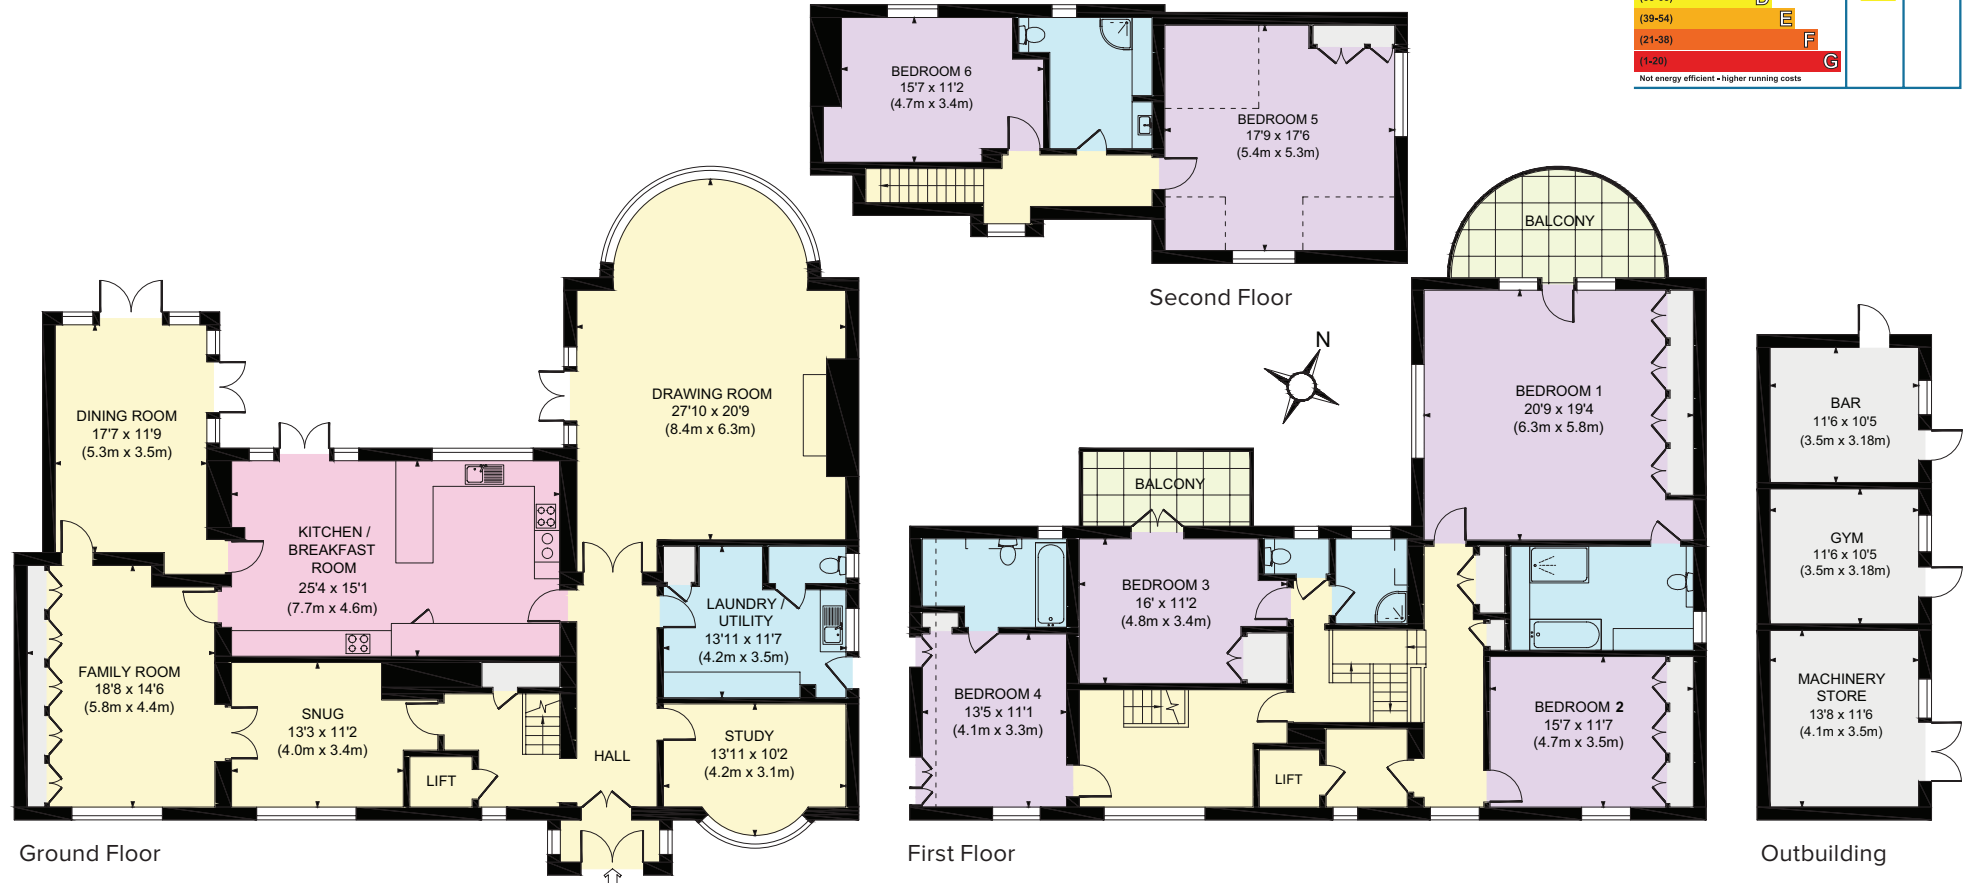 BEDROOM 6
15'7 x 11'2
(4.7m x 3.4m)
BEDROOM 5
17'9 x 17'6
(5.4m x 5.3m)
Second Floor
D
(39-54)
E
(21-38)
F
(1-20)
G
Not energy efficient - higher running costs
DINING ROOM
17'7 x 11'9
(5.3m x 3.5m)
DRAWING ROOM
27'10 x 20'9
(8.4m x 6.3m)
KITCHEN /
BREAKFAST
ROOM
25'4 x 15'1
(7.7m x 4.6m)
LAUNDRY /
UTILITY
13'11 x 11'7
(4.2m x 3.5m)
FAMILY ROOM
18'8 x 14'6
(5.8m x 4.4m)
SNUG
13'3 x 11'2
(4.0m x 3.4m)
LIFT
HALL
STUDY
13'11 x 10'2
(4.2m x 3.1m)
Ground Floor
N
BALCONY
BEDROOM 1
20'9 x 19'4
(6.3m x 5.8m)
BALCONY
BEDROOM 3
16' x 11'2
(4.8m x 3.4m)
BEDROOM 4
13'5 x 11'1
(4.1m x 3.3m)
LIFT
BEDROOM 2
15'7 x 11'7
(4.7m x 3.5m)
First Floor
BAR
11'6 x 10'5
(3.5m x 3.18m)
GYM
11'6 x 10'5
(3.5m x 3.18m)
MACHINERY
STORE
13'8 x 11'6
(4.1m x 3.5m)
Outbuilding